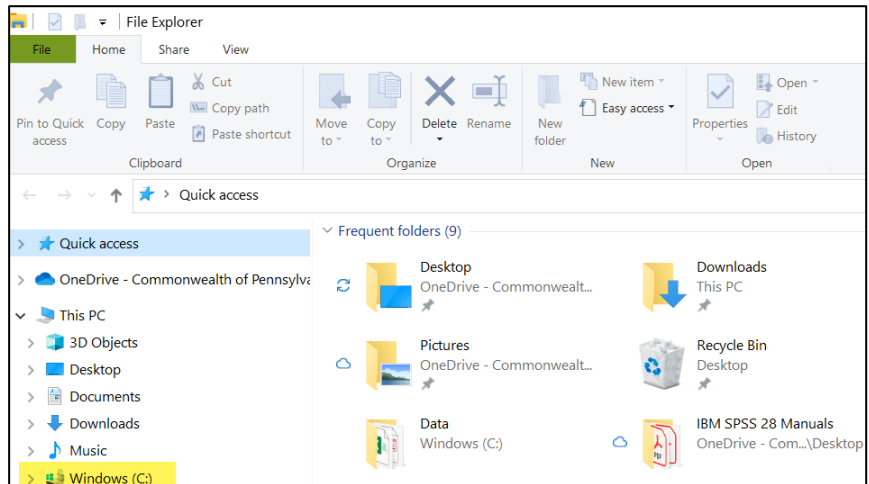 File Explorer
File Home Share View
Pin to Quick access
Copy
Paste
Cut
Copy path
Paste shortcut
Clipboard
Move to
Copy to
Delete
Rename
Organize
New folder
New item
Easy access
New
Properties
Open
Edit
History
Open
Quick access
Quick access
OneDrive - Commonwealth of Pennsylva
This PC
3D Objects
Desktop
Documents
Downloads
Music
Windows (C:)
Frequent folders (9)
Desktop
OneDrive - Commonwealt...
Downloads
This PC
Pictures
OneDrive - Commonwealt...
Recycle Bin
Desktop
Data
Windows (C:)
IBM SPSS 28 Manuals
OneDrive - Com...\Desktop